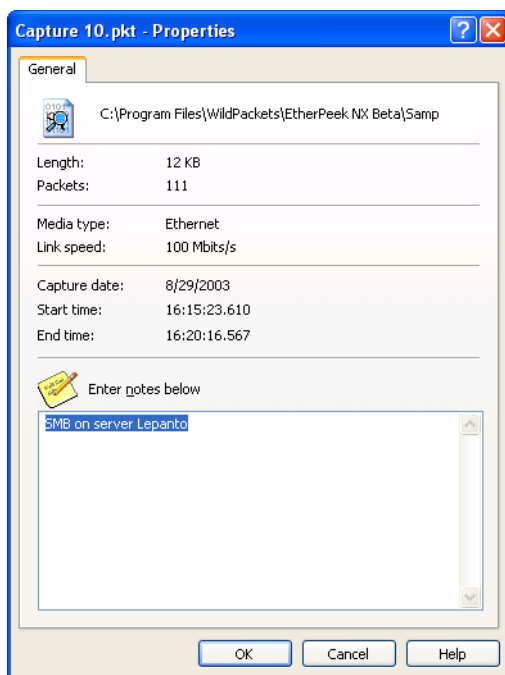 Capture 10.pkt - Properties
General
C:\Program Files\WildPackets\EtherPeek NX Beta\Samp
Length: 12 KB
Packets: 111
Media type: Ethernet
Link speed: 100 Mbits/s
Capture date: 8/29/2003
Start time: 16:15:23.610
End time: 16:20:16.567
Enter notes below
SMB on server Lepanto
OK Cancel Help